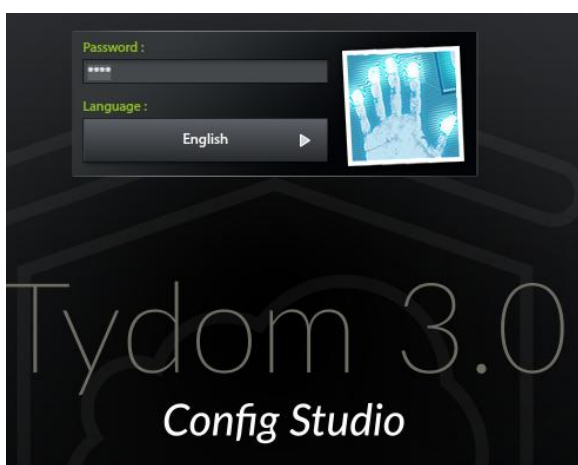 Password :
****
Language :
English
Tydom 3.0
Config Studio